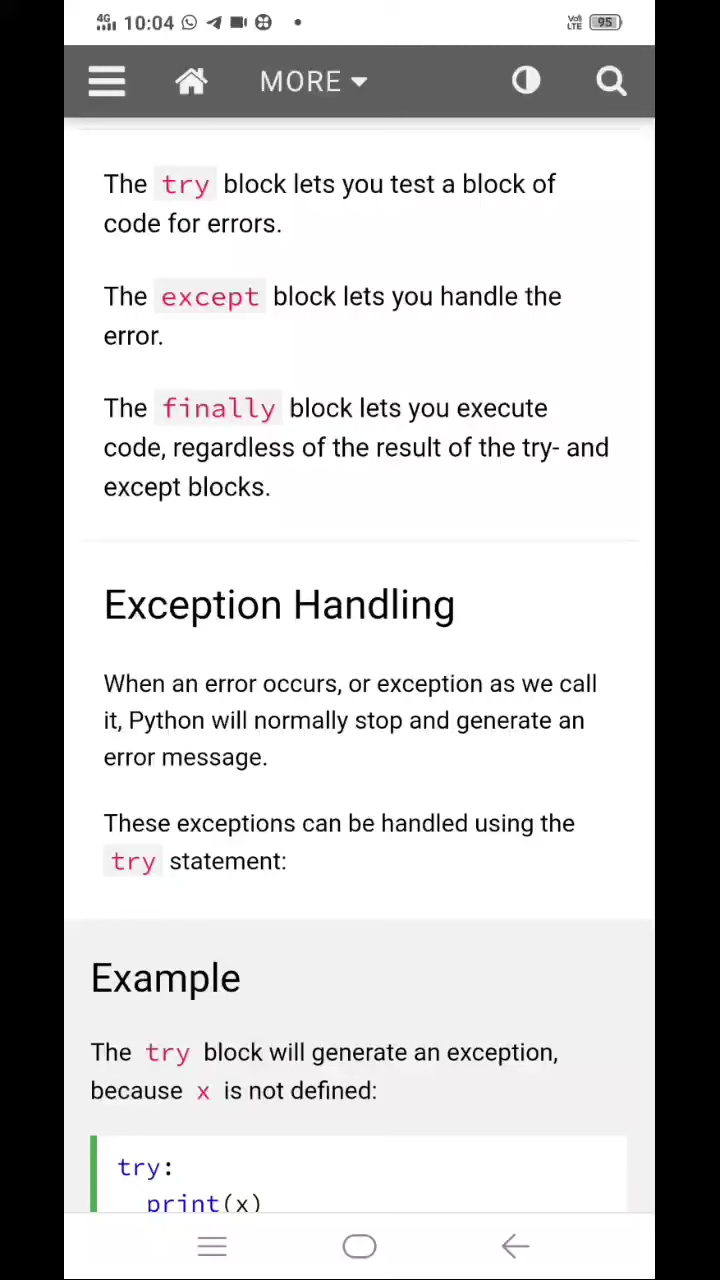 4G 10:04 VoI LTE 95
MORE
The try block lets you test a block of
code for errors.
The except block lets you handle the
error.
The finally block lets you execute
code, regardless of the result of the try- and
except blocks.
Exception Handling
When an error occurs, or exception as we call
it, Python will normally stop and generate an
error message.
These exceptions can be handled using the
try statement:
Example
The try block will generate an exception,
because x is not defined:
try:
print(x)